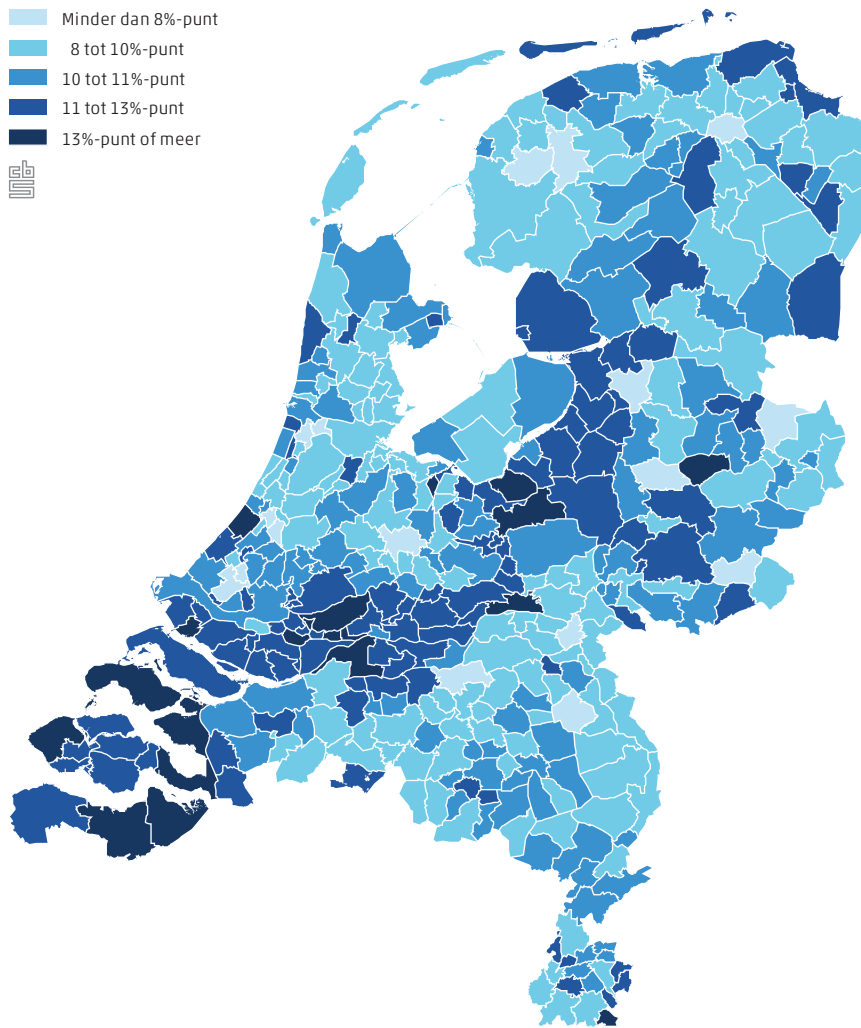 Minder dan 8%-punt
8 tot 10%-punt
10 tot 11%-punt
11 tot 13%-punt
13%-punt of meer
cbs